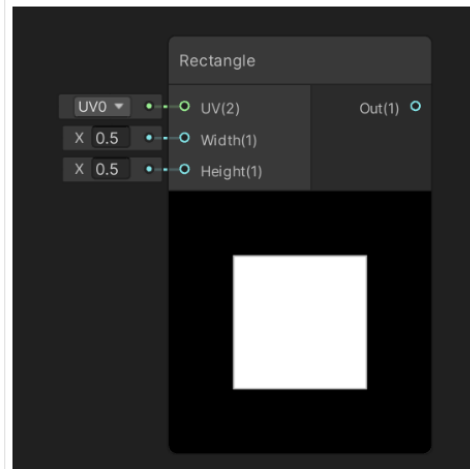 Rectangle
UV0 UV(2) Out(1)
X 0.5 Width(1)
X 0.5 Height(1)